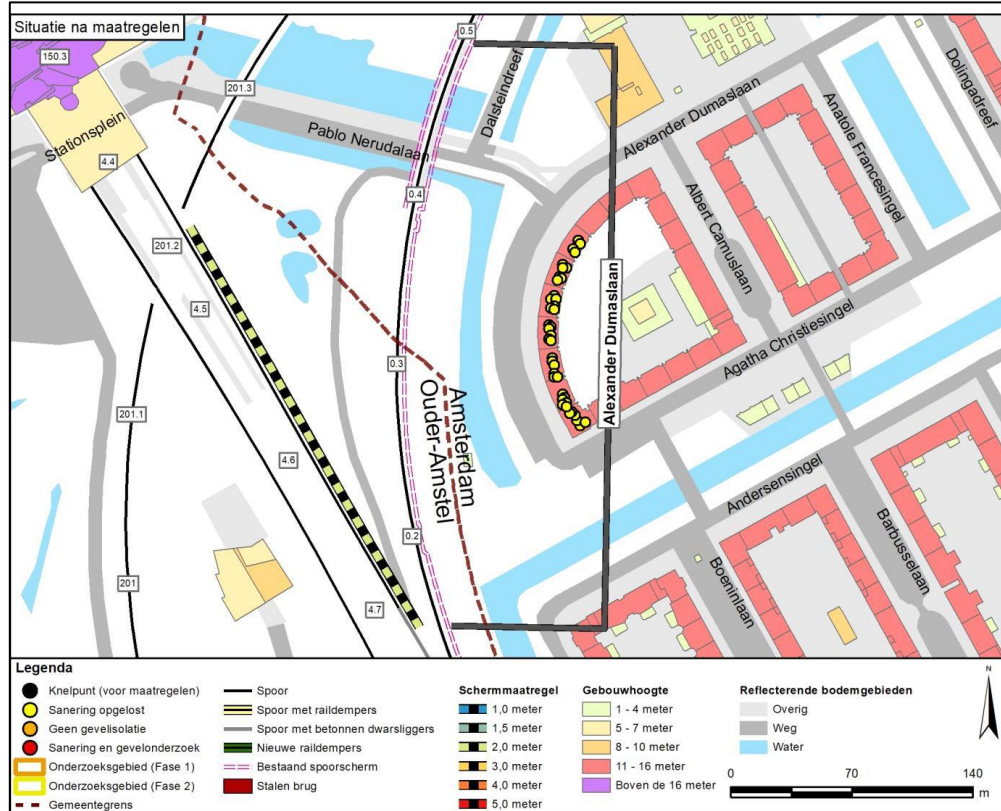 Situatie na maatregelen
150.3
0.5
201.3
Dalsteindreef
Dolingadreef
Stationsplein
Pablo Nerudalaan
Alexander Dumaslaan
Anatole Francesingel
4.4
0.4
Albert Camuslaan
201.2
4.5
Alexander Dumaslaan
Agatha Christiesingel
0.3
Amsterdam
Ouder-Amstel
201.1
4.6
Andersensingel
0.2
Barbusselaan
Boeninlaan
201
4.7
Legenda
Knelpunt (voor maatregelen)
Sanering opgelost
Geen gevelisolatie
Sanering en gevelonderzoek
Onderzoeksgebied (Fase 1)
Onderzoeksgebied (Fase 2)
Gemeentegrens
Spoor
Spoor met raildempers
Spoor met betonnen dwarsliggers
Nieuwe raildempers
Bestaand spoorscherm
Stalen brug
Schermmaatregel
1,0 meter
1,5 meter
2,0 meter
3,0 meter
4,0 meter
5,0 meter
Gebouwhoogte
1 - 4 meter
5 - 7 meter
8 - 10 meter
11 - 16 meter
Boven de 16 meter
Reflecterende bodemgebieden
Overig
Weg
Water
N
0 70 140
m